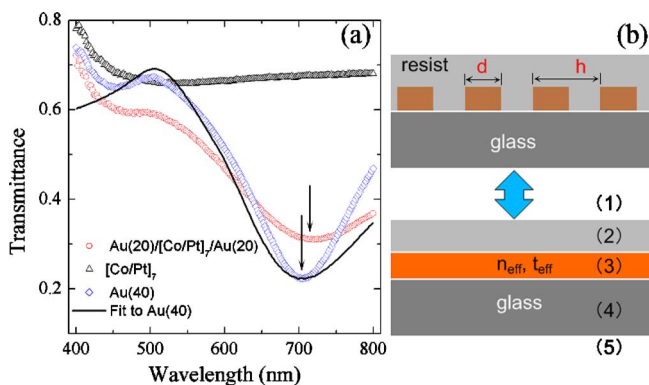 0.8
0.6
0.4
0.2
Transmittance
(a)
Au(20)/[Co/Pt]₇/Au(20)
[Co/Pt]₇
Au(40)
Fit to Au(40)
400 500 600 700 800
Wavelength (nm)
(b)
resist d h
glass
(1)
(2)
n_eff, t_eff (3)
glass (4)
(5)